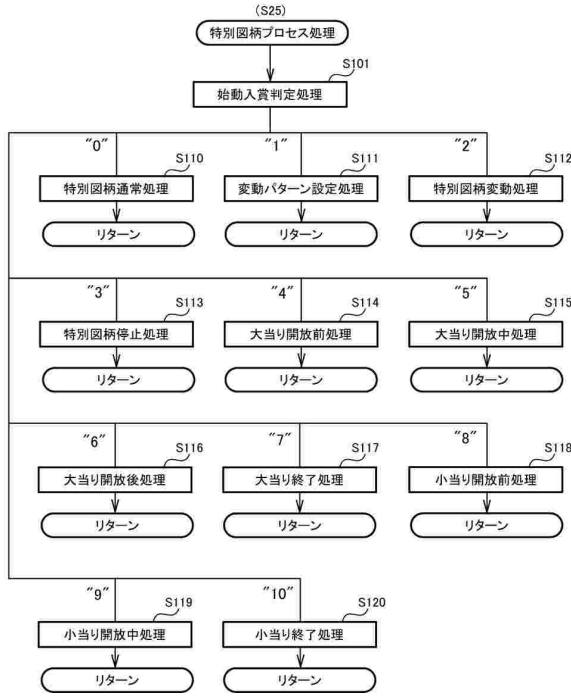 (S25)
特別図柄プロセス処理
S101
始動入賞判定処理
"0"
"1"
"2"
S110
S111
S112
特別図柄通常処理
変動パターン設定処理
特別図柄変動処理
リターン
リターン
リターン
"3"
"4"
"5"
S113
S114
S115
特別図柄停止処理
大当り開放前処理
大当り開放中処理
リターン
リターン
リターン
"6"
"7"
"8"
S116
S117
S118
大当り開放後処理
大当り終了処理
小当り開放前処理
リターン
リターン
リターン
"9"
"10"
S119
S120
小当り開放中処理
小当り終了処理
リターン
リターン